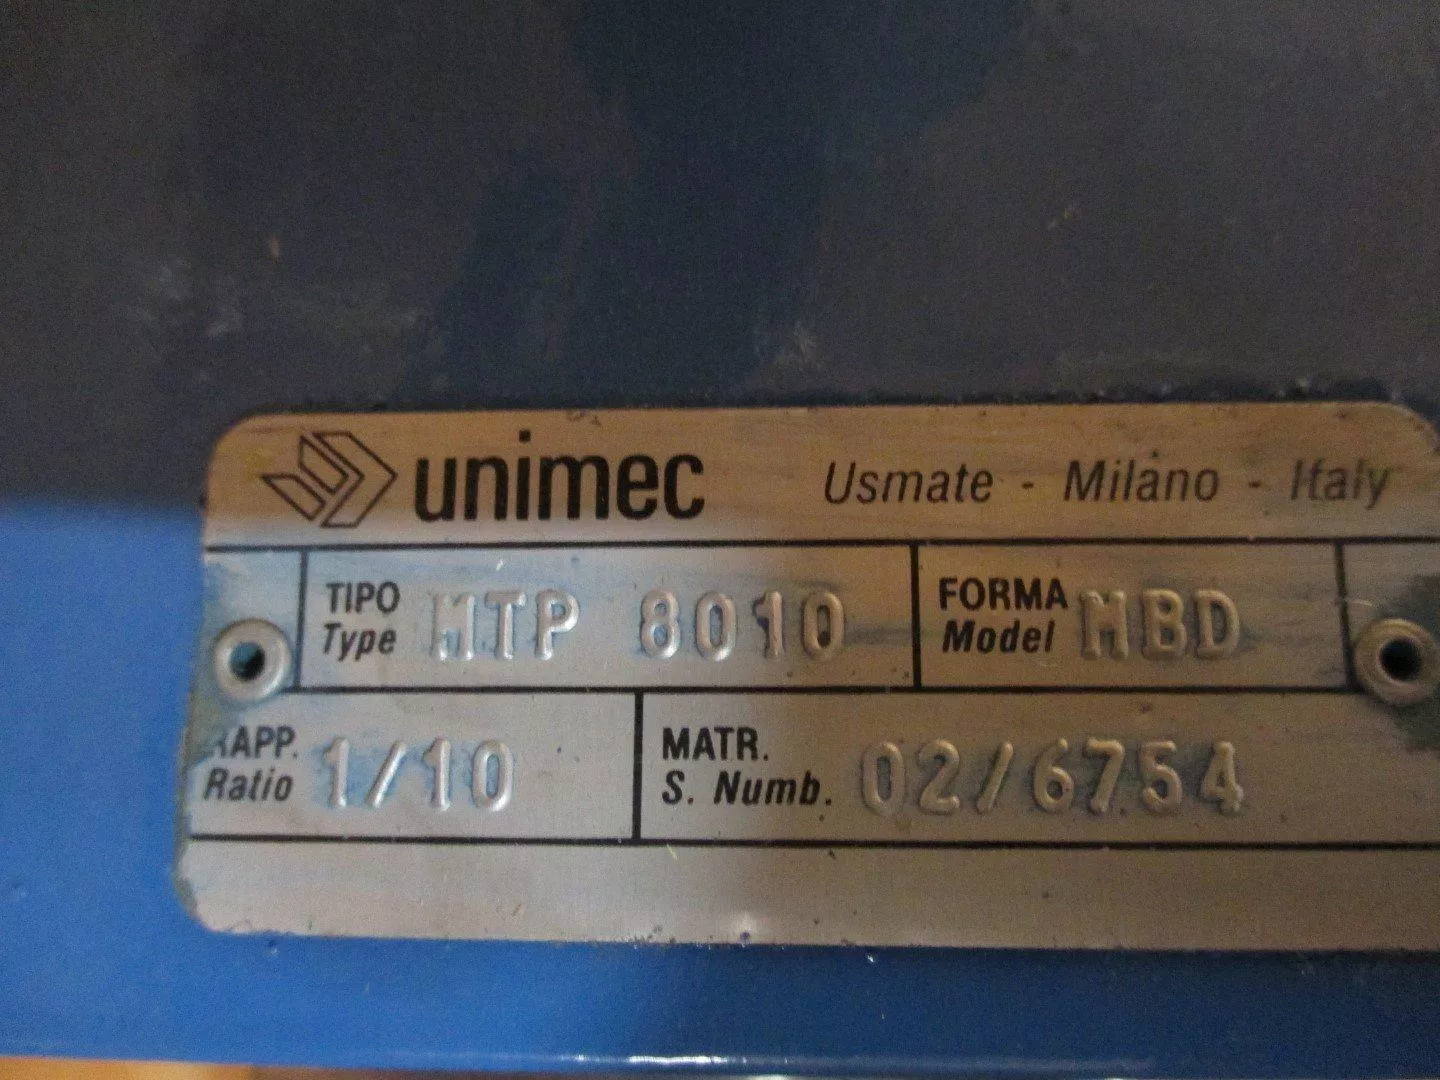 unimec Usmate - Milano - Italy
TIPO MTP 8010 FORMA MBD
Type Model
RAPP. 1/10 MATR. 02/6754
Ratio S. Numb.